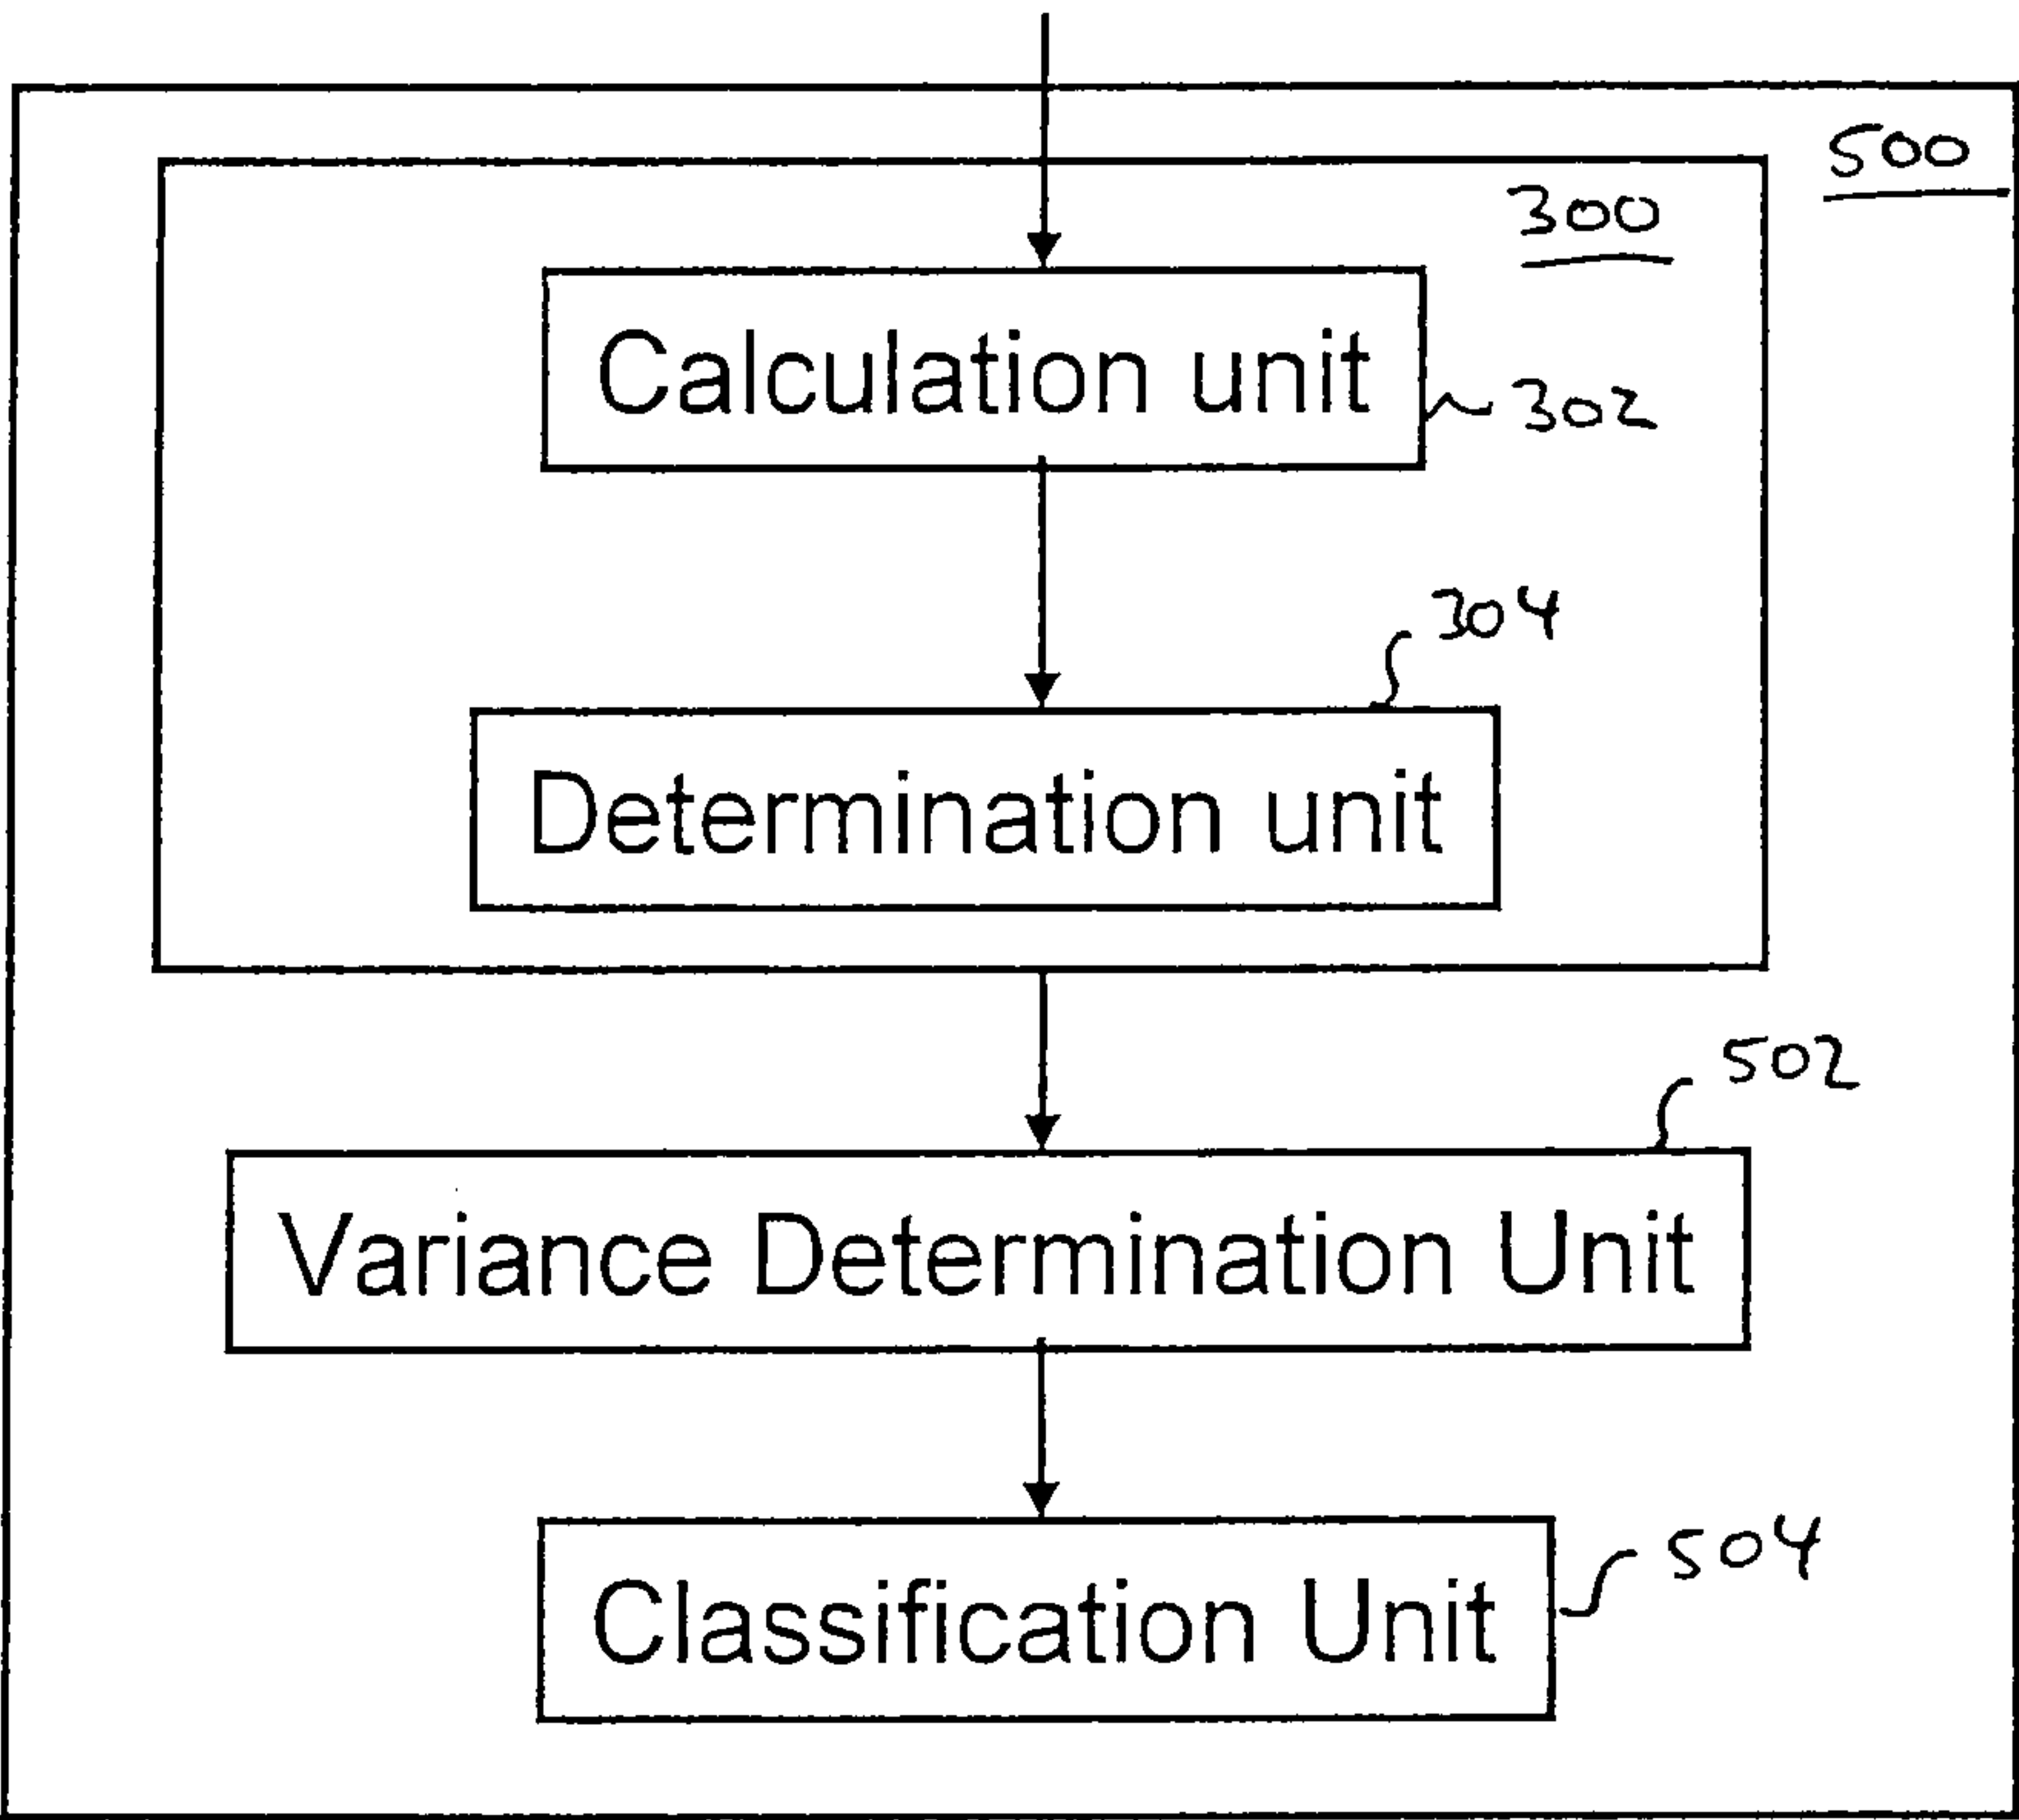 500
300
Calculation unit
302
304
Determination unit
502
Variance Determination Unit
504
Classification Unit